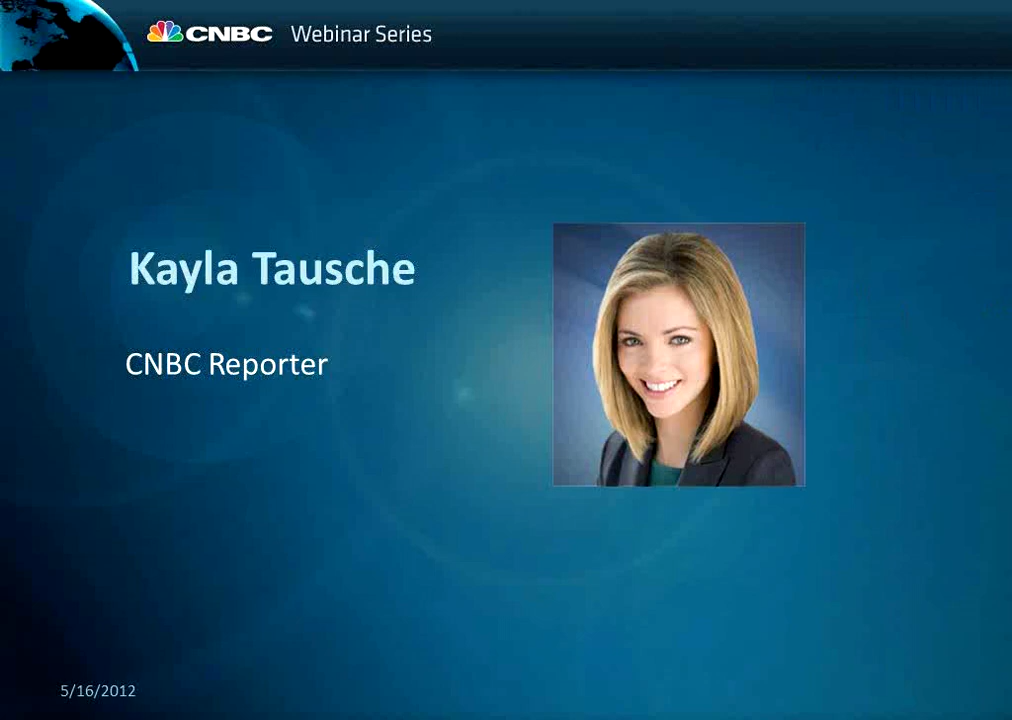 CNBC Webinar Series
Kayla Tausche
CNBC Reporter
5/16/2012